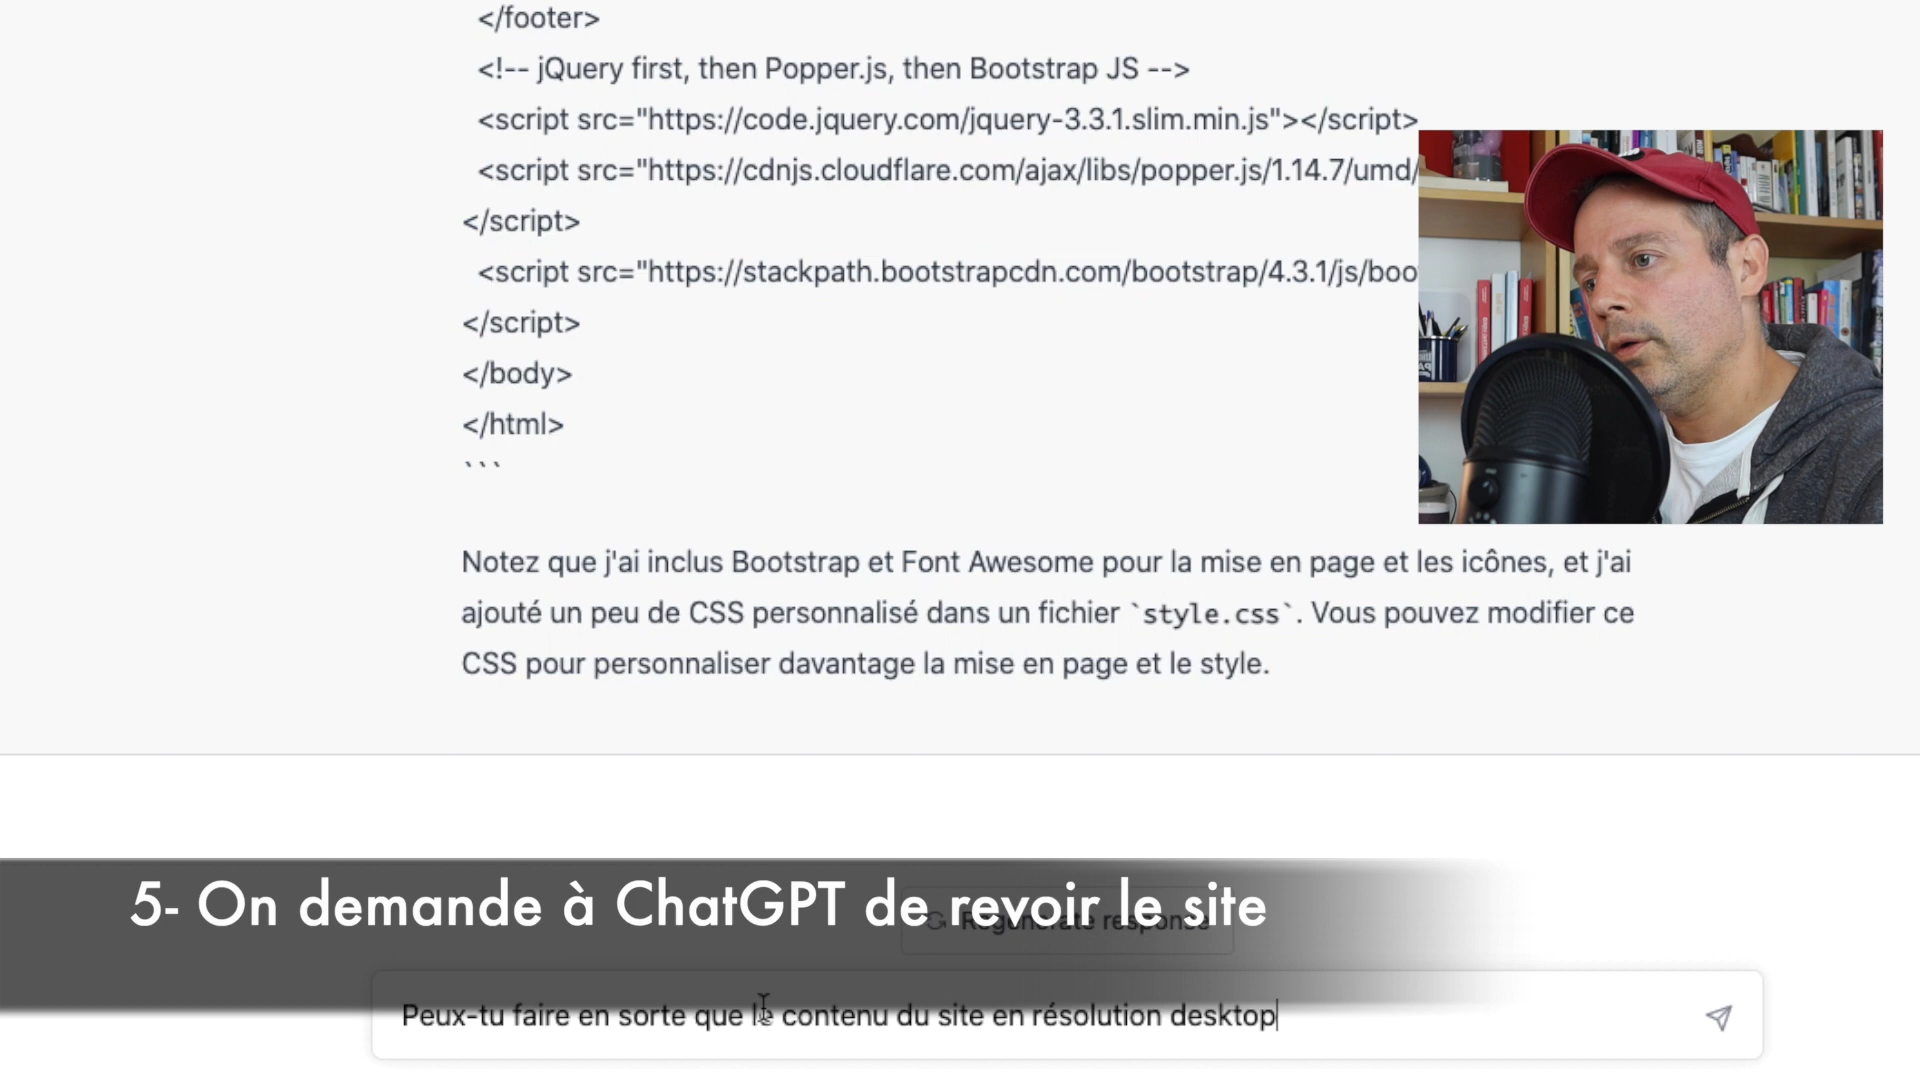 </footer>
<!-- jQuery first, then Popper.js, then Bootstrap JS -->
<script src="https://code.jquery.com/jquery-3.3.1.slim.min.js"></script>
<script src="https://cdnjs.cloudflare.com/ajax/libs/popper.js/1.14.7/umd/
</script>
<script src="https://stackpath.bootstrapcdn.com/bootstrap/4.3.1/js/boo
</script>
</body>
</html>
```
Notez que j'ai inclus Bootstrap et Font Awesome pour la mise en page et les icônes, et j'ai
ajouté un peu de CSS personnalisé dans un fichier `style.css`. Vous pouvez modifier ce
CSS pour personnaliser davantage la mise en page et le style.
5- On demande à ChatGPT de revoir le site
Regenerate response
Peux-tu faire en sorte que le contenu du site en résolution desktop